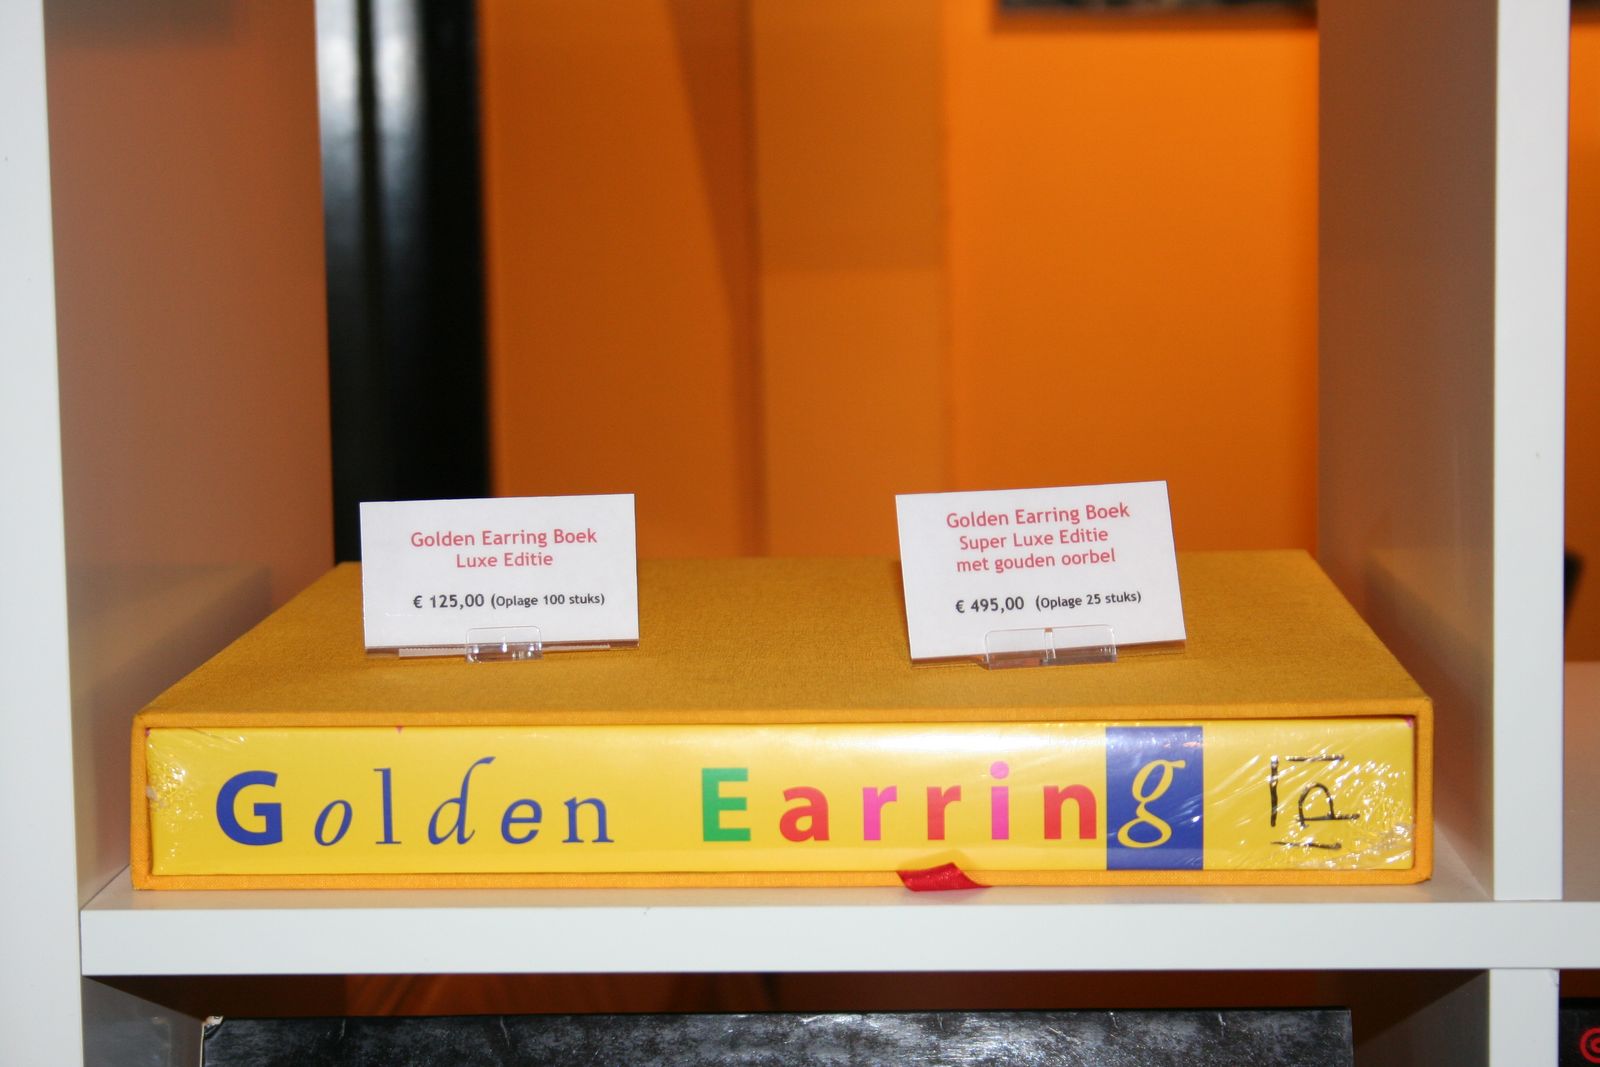 Golden Earring Boek
Luxe Editie
€ 125,00 (Oplage 100 stuks)
Golden Earring Boek
Super Luxe Editie
met gouden oorbel
€ 495,00 (Oplage 25 stuks)
Golden Earring